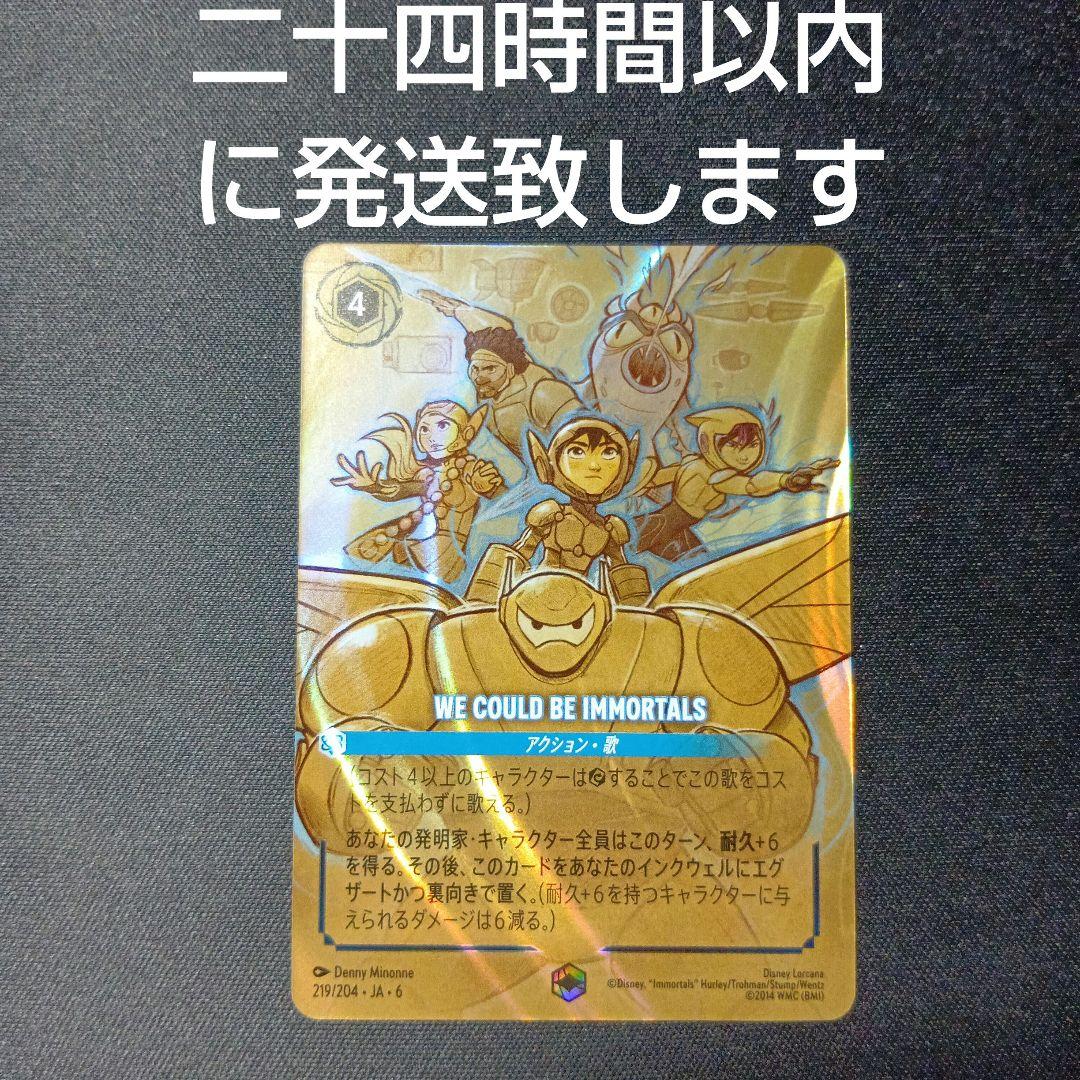 二十四時間以内
に発送致します
4
WE COULD BE IMMORTALS
アクション・歌
(コスト4以上のキャラクターはすることでこの歌をコス
トを支払わずに歌える。)
あなたの発明家・キャラクター全員はこのターン、耐久+6
を得る。その後、このカードをあなたのインクウェルにエグ
ザートかつ裏向きで置く。(耐久+6を持つキャラクターに与
えられるダメージは6減る。)
Denny Minonne
219/204・JA・6
Disney Lorcana
©Disney, "Immortals" Hurley/Trohman/Stump/Wentz
©2014 WMC (BMI)